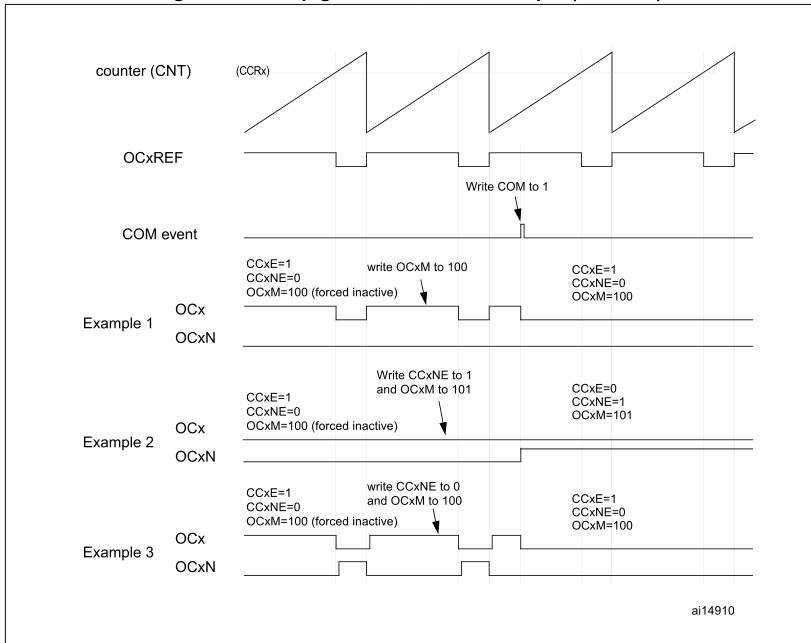 counter (CNT)
(CCRx)
OCxREF
Write COM to 1
COM event
CCxE=1
CCxNE=0
OCxM=100 (forced inactive)
write OCxM to 100
CCxE=1
CCxNE=0
OCxM=100
Example 1
OCx
OCxN
CCxE=1
CCxNE=0
OCxM=100 (forced inactive)
Write CCxNE to 1
and OCxM to 101
CCxE=0
CCxNE=1
OCxM=101
Example 2
OCx
OCxN
CCxE=1
CCxNE=0
OCxM=100 (forced inactive)
write CCxNE to 0
and OCxM to 100
CCxE=1
CCxNE=0
OCxM=100
Example 3
OCx
OCxN
ai14910